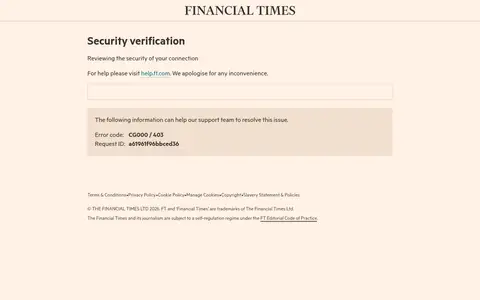 FINANCIAL TIMES
Security verification
Reviewing the security of your connection
For help please visit help.ft.com. We apologise for any inconvenience.
The following information can help our support team to resolve this issue.
Error code: CG000 / 403
Request ID: a61961f96bbced36
Terms & Conditions•Privacy Policy•Cookie Policy•Manage Cookies•Copyright•Slavery Statement & Policies
© THE FINANCIAL TIMES LTD 2026. FT and 'Financial Times' are trademarks of The Financial Times Ltd.
The Financial Times and its journalism are subject to a self-regulation regime under the FT Editorial Code of Practice.